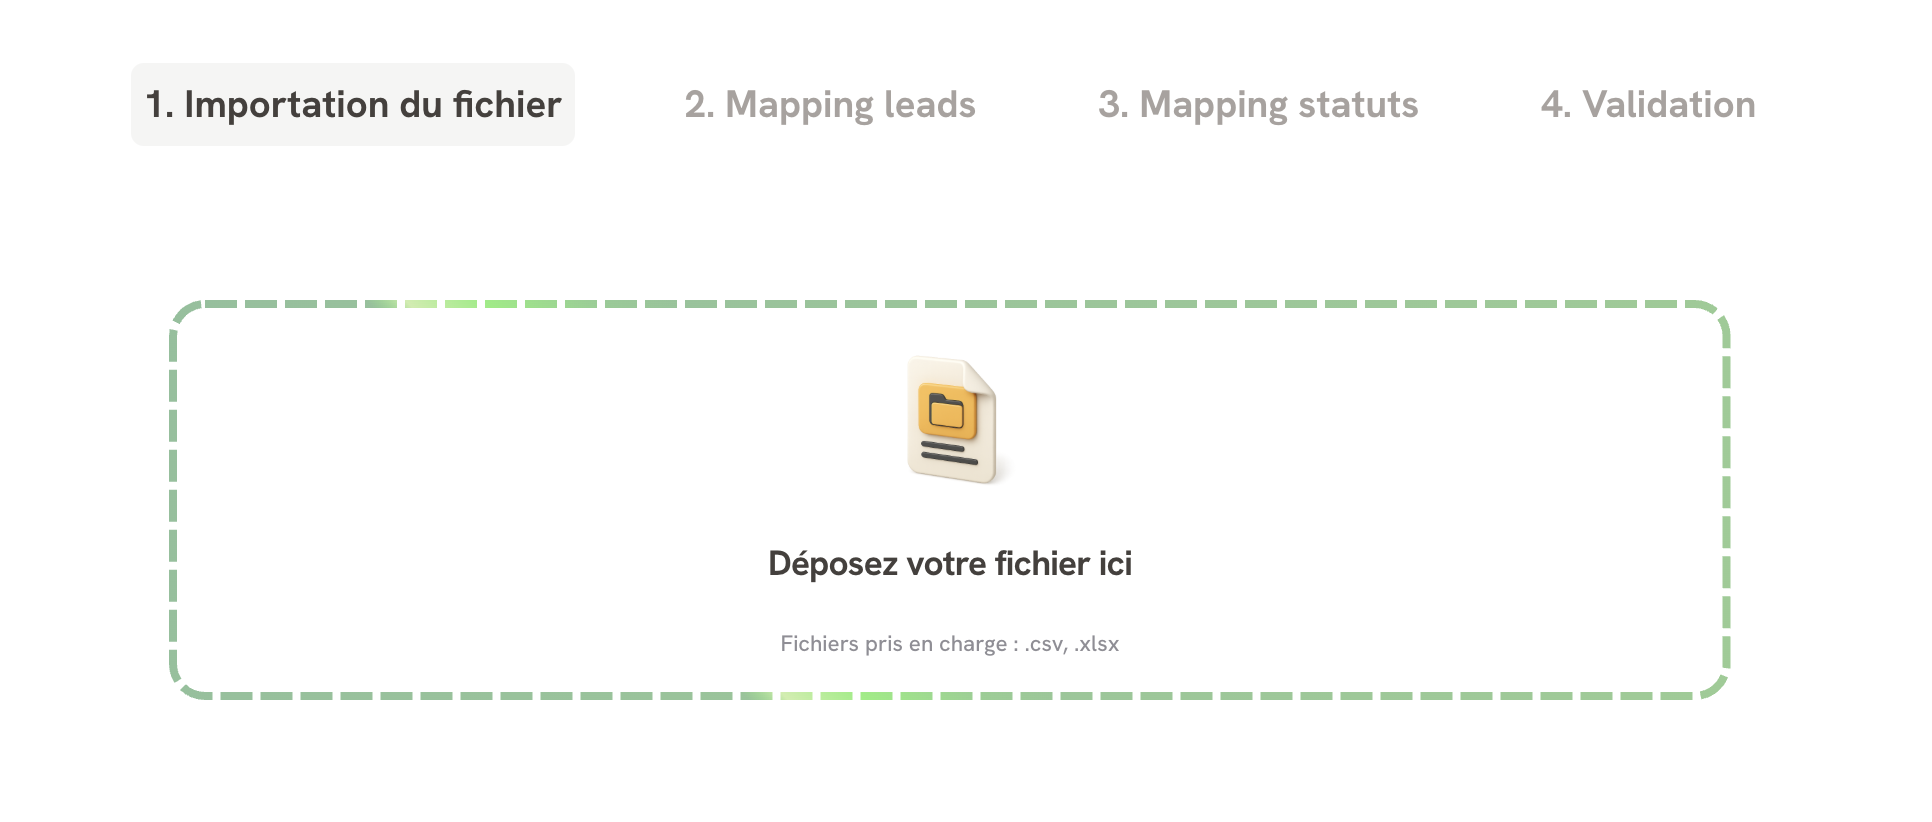 1. Importation du fichier
2. Mapping leads
3. Mapping statuts
4. Validation
Déposez votre fichier ici
Fichiers pris en charge : .csv, .xlsx